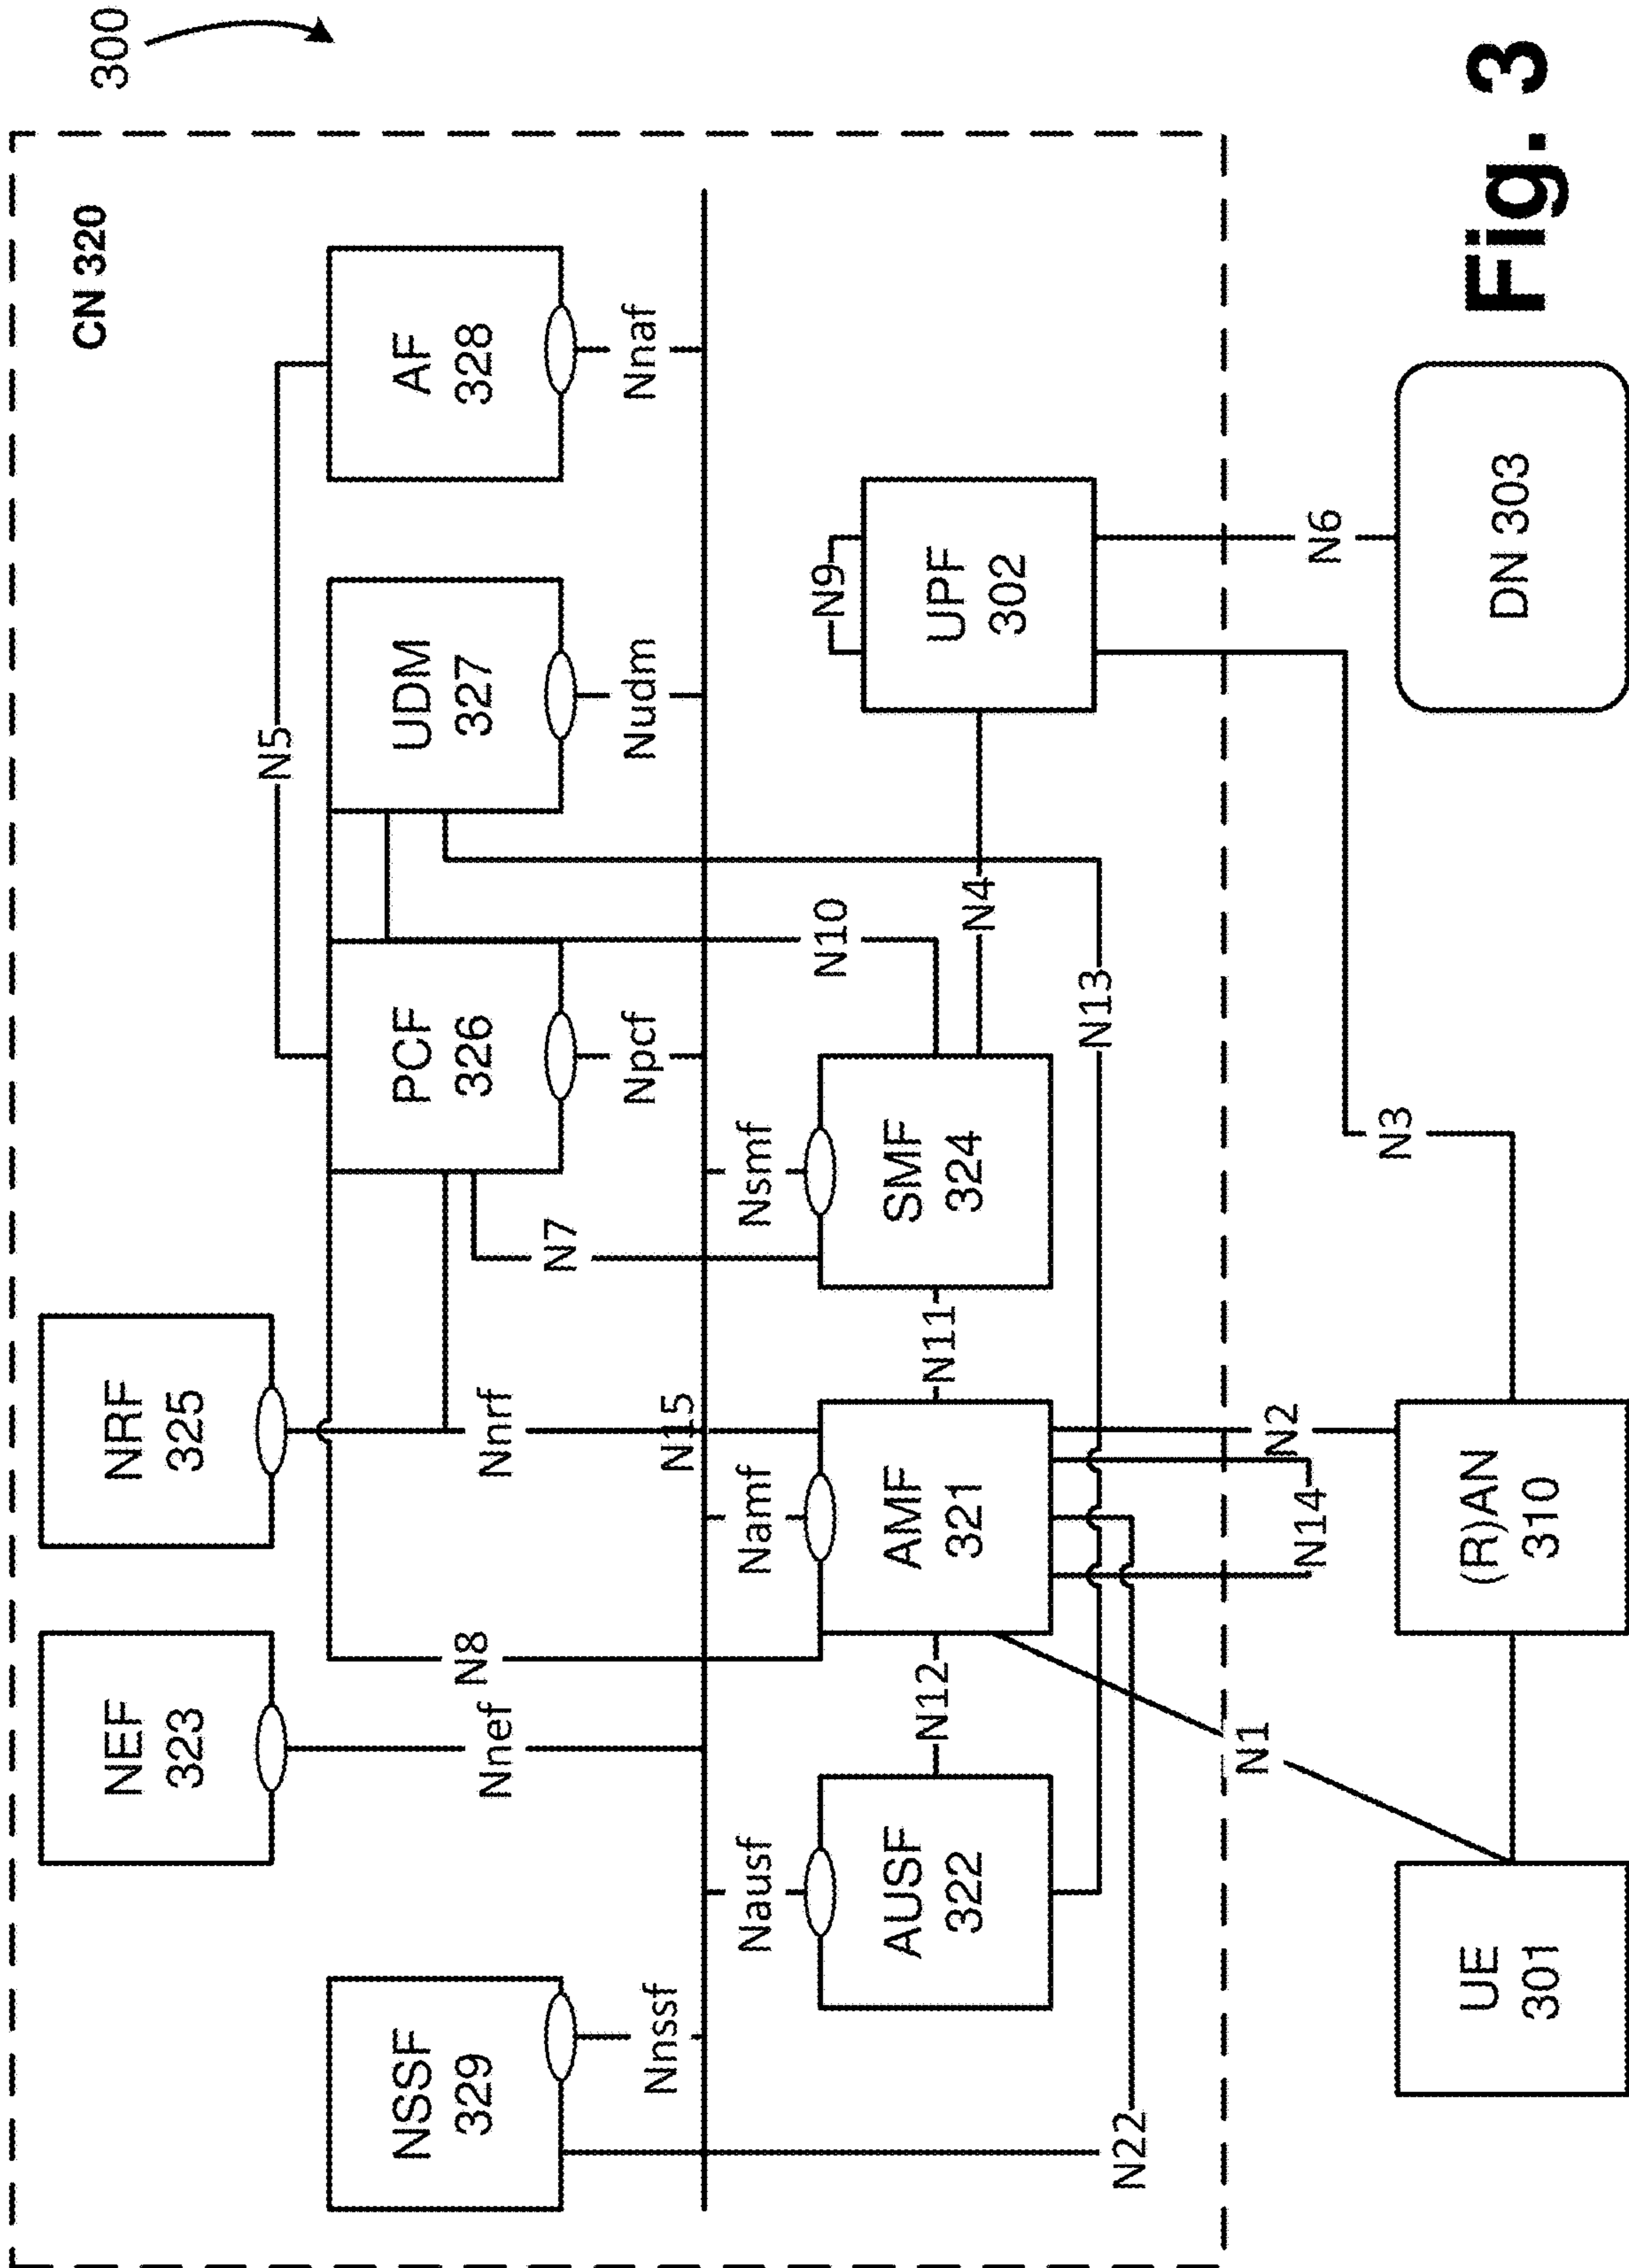 300
CN 320
NEF
323
NRF
325
N5
NSSF
329
PCF
326
UDM
327
AF
328
N8
N7
Nnef
Nnrf
Nnssf
Npcf
Nudm
Nnaf
N15
Nausf
Namf
Nsmf
N10
N9
AUSF
322
N12
AMF
321
N11
SMF
324
N4
UPF
302
N13
N22
N1
N2
N14
N3
N6
UE
301
(R)AN
310
DN 303
Fig. 3